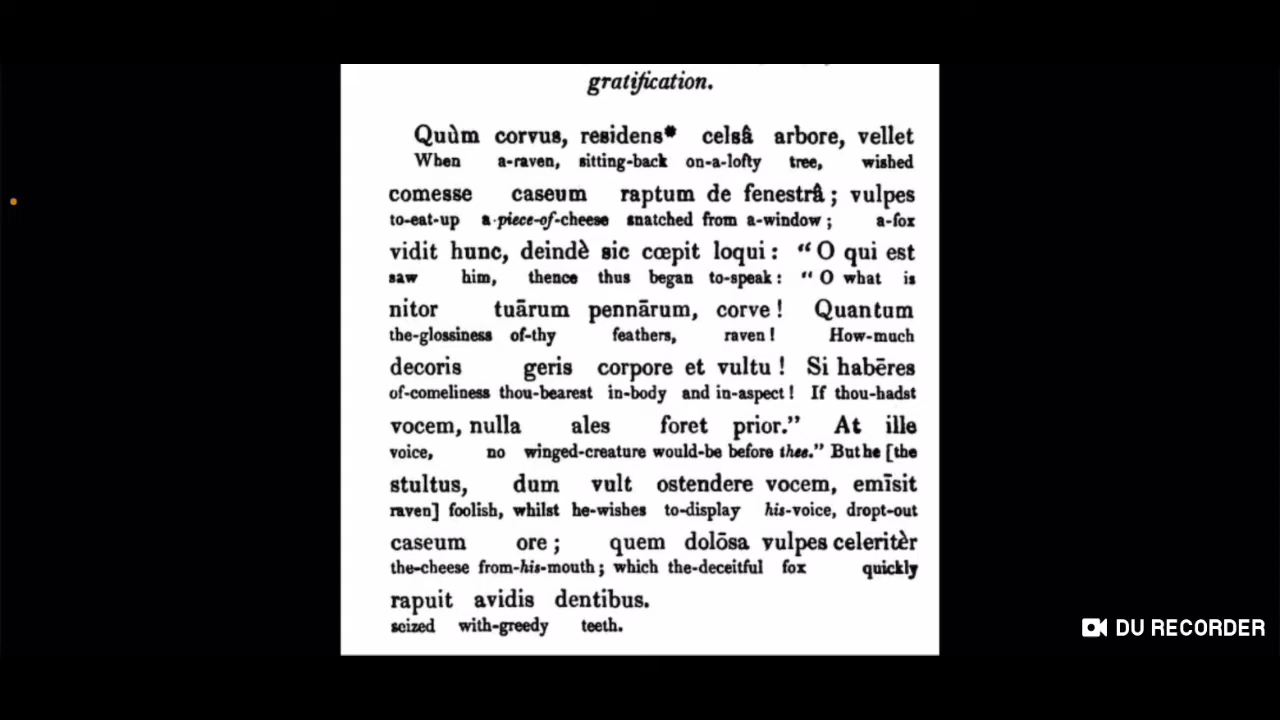 gratification.
Quùm corvus, residens* celsâ arbore, vellet
When a-raven, sitting-back on-a-lofty tree, wished
comesse caseum raptum de fenestrâ; vulpes
to-eat-up a-piece-of-cheese snatched from a-window; a-fox
vidit hunc, deindè sic cœpit loqui: “O qui est
saw him, thence thus began to-speak: “O what is
nitor tuārum pennārum, corve! Quantum
the-glossiness of-thy feathers, raven! How-much
decoris geris corpore et vultu! Si habēres
of-comeliness thou-bearest in-body and in-aspect! If thou-hadst
vocem, nulla ales foret prior.” At ille
voice, no winged-creature would-be before thee.” But he [the
stultus, dum vult ostendere vocem, emīsit
raven] foolish, whilst he-wishes to-display his-voice, dropt-out
caseum ore; quem dolōsa vulpes celeritèr
the-cheese from-his-mouth; which the-deceitful fox quickly
rapuit avidis dentibus.
seized with-greedy teeth.
DU RECORDER